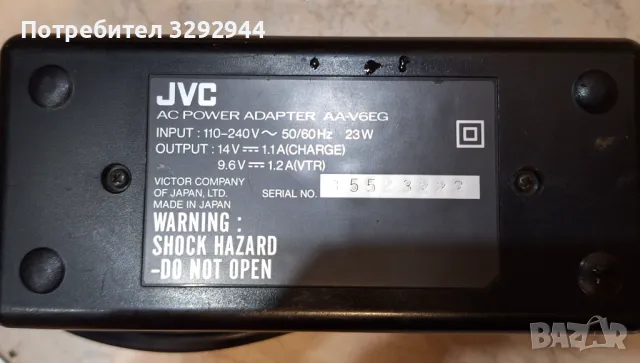 Потребител 3292944
JVC
AC POWER ADAPTER AA-V6EG
INPUT : 110-240V ~ 50/60Hz 23W
OUTPUT : 14V ⎓ 1.1A(CHARGE)
9.6V ⎓ 1.2A(VTR)
VICTOR COMPANY
OF JAPAN, LTD.
MADE IN JAPAN
SERIAL NO.
WARNING :
SHOCK HAZARD
-DO NOT OPEN
BAZAR
bg